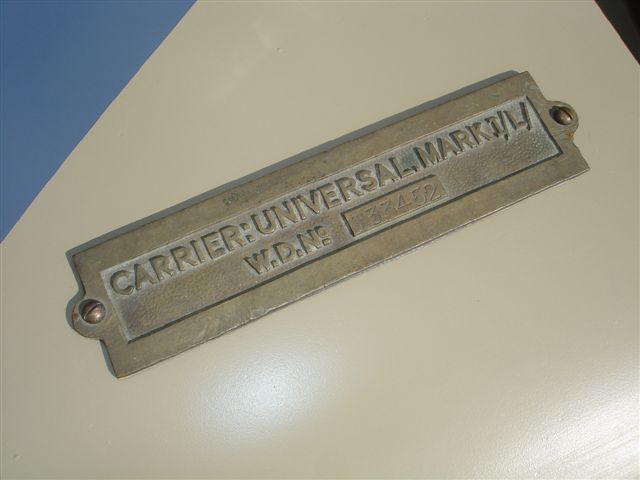 CARRIER: UNIVERSAL, MARK I/L/
W.D. No